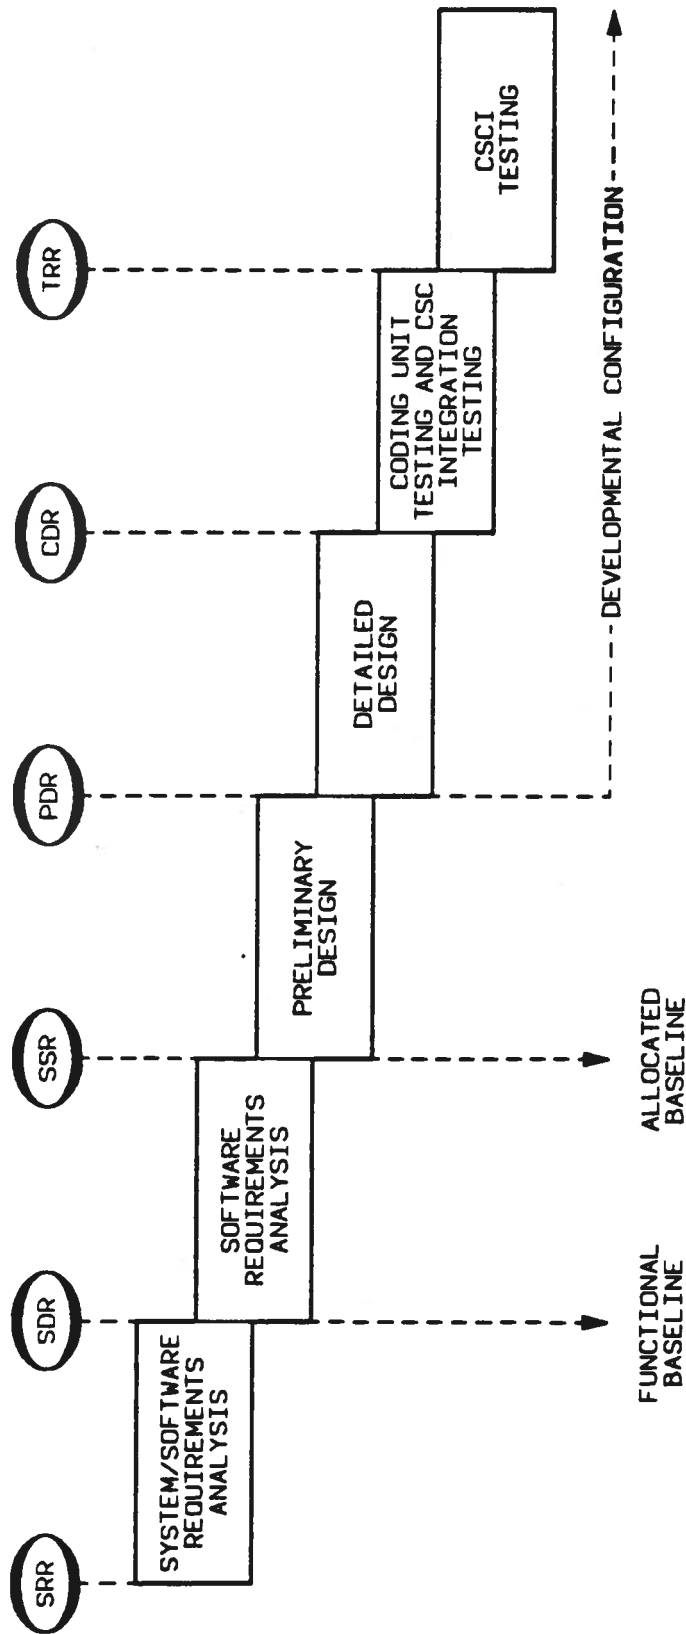 SRR
SDR
SSR
PDR
CDR
TRR
SYSTEM/SOFTWARE
REQUIREMENTS
ANALYSIS
SOFTWARE
REQUIREMENTS
ANALYSIS
PRELIMINARY
DESIGN
DETAILED
DESIGN
CODING UNIT
TESTING AND CSC
INTEGRATION
TESTING
CSCI
TESTING
DEVELOPMENTAL CONFIGURATION
FUNCTIONAL
BASELINE
ALLOCATED
BASELINE